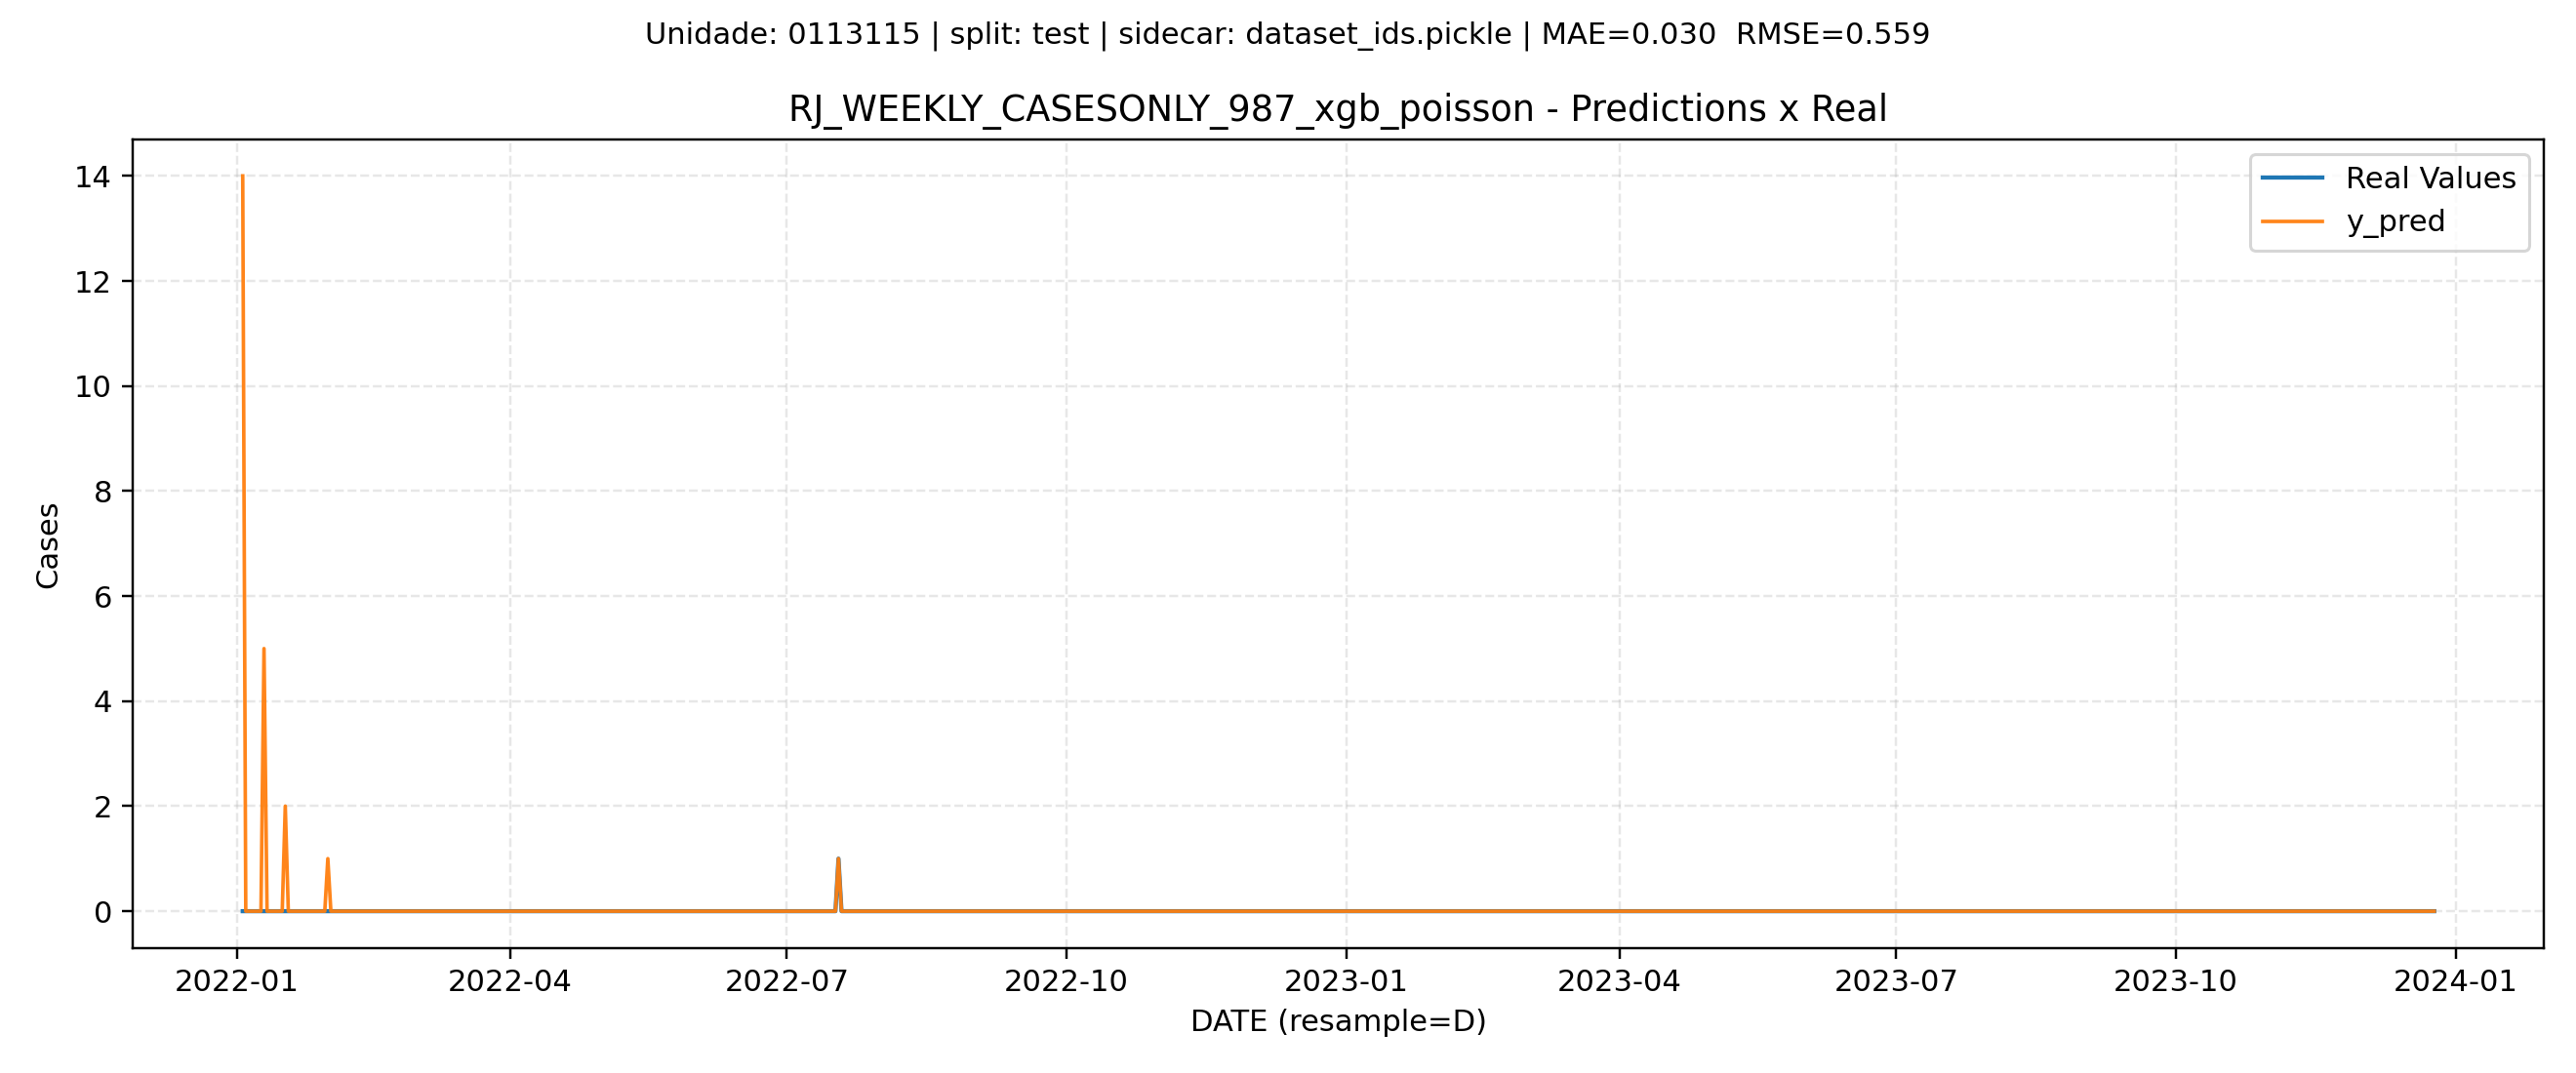 Unidade: 0113115 | split: test | sidecar: dataset_ids.pickle | MAE=0.030  RMSE=0.559
RJ_WEEKLY_CASESONLY_987_xgb_poisson - Predictions x Real
Real Values
y_pred
14
12
10
8
6
4
2
0
Cases
2022-01
2022-04
2022-07
2022-10
2023-01
2023-04
2023-07
2023-10
2024-01
DATE (resample=D)